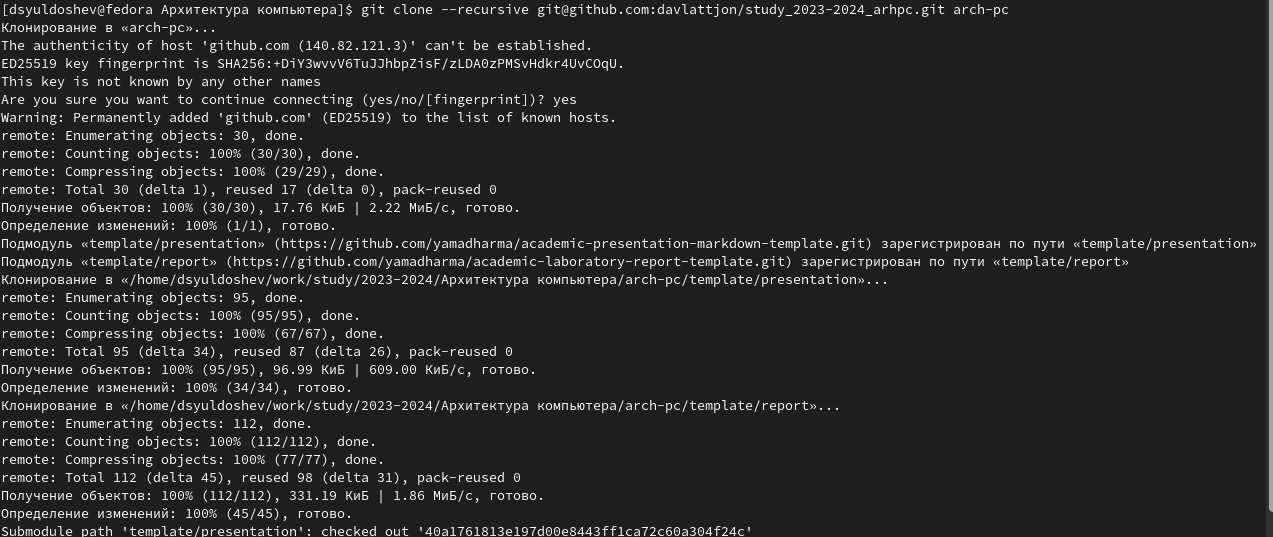 [dsyuldoshev@fedora Архитектура компьютера]$ git clone --recursive git@github.com:davlattjon/study_2023-2024_arhpc.git arch-pc
Клонирование в «arch-pc»...
The authenticity of host 'github.com (140.82.121.3)' can't be established.
ED25519 key fingerprint is SHA256:+DiY3wvvV6TuJJhbpZisF/zLDA0zPMSvHdkr4UvCOqU.
This key is not known by any other names
Are you sure you want to continue connecting (yes/no/[fingerprint])? yes
Warning: Permanently added 'github.com' (ED25519) to the list of known hosts.
remote: Enumerating objects: 30, done.
remote: Counting objects: 100% (30/30), done.
remote: Compressing objects: 100% (29/29), done.
remote: Total 30 (delta 1), reused 17 (delta 0), pack-reused 0
Получение объектов: 100% (30/30), 17.76 КиБ | 2.22 МиБ/с, готово.
Определение изменений: 100% (1/1), готово.
Подмодуль «template/presentation» (https://github.com/yamadharma/academic-presentation-markdown-template.git) зарегистрирован по пути «template/presentation»
Подмодуль «template/report» (https://github.com/yamadharma/academic-laboratory-report-template.git) зарегистрирован по пути «template/report»
Клонирование в «/home/dsyuldoshev/work/study/2023-2024/Архитектура компьютера/arch-pc/template/presentation»...
remote: Enumerating objects: 95, done.
remote: Counting objects: 100% (95/95), done.
remote: Compressing objects: 100% (67/67), done.
remote: Total 95 (delta 34), reused 87 (delta 26), pack-reused 0
Получение объектов: 100% (95/95), 96.99 КиБ | 609.00 КиБ/с, готово.
Определение изменений: 100% (34/34), готово.
Клонирование в «/home/dsyuldoshev/work/study/2023-2024/Архитектура компьютера/arch-pc/template/report»...
remote: Enumerating objects: 112, done.
remote: Counting objects: 100% (112/112), done.
remote: Compressing objects: 100% (77/77), done.
remote: Total 112 (delta 45), reused 98 (delta 31), pack-reused 0
Получение объектов: 100% (112/112), 331.19 КиБ | 1.86 МиБ/с, готово.
Определение изменений: 100% (45/45), готово.
Submodule path 'template/presentation': checked out '40a1761813e197d00e8443ff1ca72c60a304f24c'